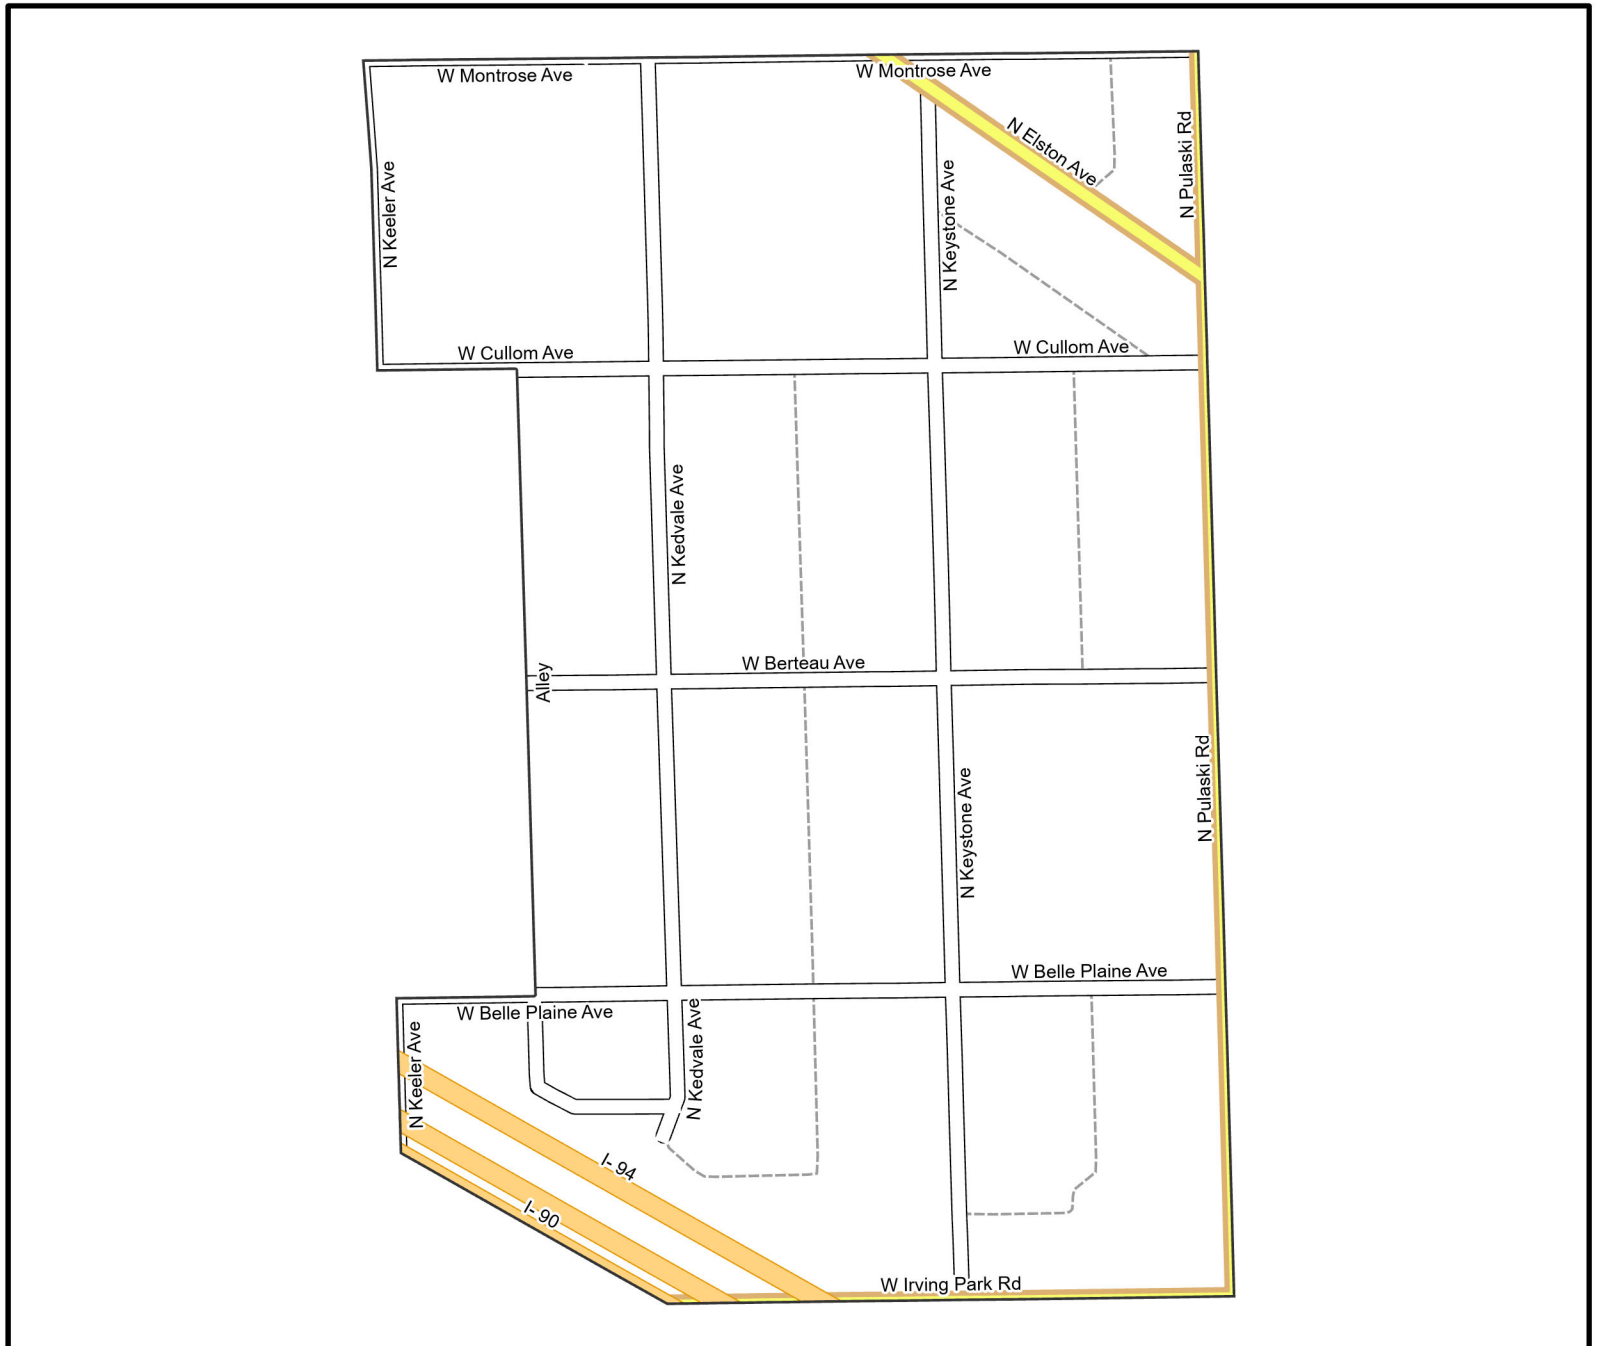 W Montrose Ave
W Montrose Ave
N Elston Ave
N Pulaski Rd
N Keeler Ave
N Keystone Ave
W Cullom Ave
W Cullom Ave
N Kedvale Ave
Alley
W Berteau Ave
N Pulaski Rd
N Keystone Ave
W Belle Plaine Ave
W Belle Plaine Ave
N Keeler Ave
N Kedvale Ave
I- 94
I- 90
W Irving Park Rd